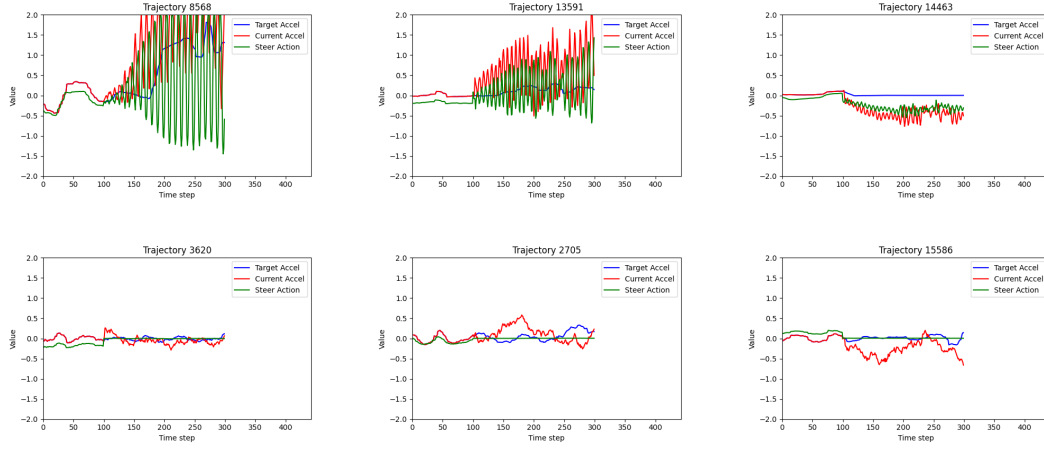 Trajectory 8568
2.0
1.5
1.0
0.5
0.0
-0.5
-1.0
-1.5
-2.0
Value
0 50 100 150 200 250 300 350 400
Time step
Target Accel
Current Accel
Steer Action
Trajectory 13591
2.0
1.5
1.0
0.5
0.0
-0.5
-1.0
-1.5
-2.0
Value
0 50 100 150 200 250 300 350 400
Time step
Target Accel
Current Accel
Steer Action
Trajectory 14463
2.0
1.5
1.0
0.5
0.0
-0.5
-1.0
-1.5
-2.0
Value
0 50 100 150 200 250 300 350 400
Time step
Target Accel
Current Accel
Steer Action
Trajectory 3620
2.0
1.5
1.0
0.5
0.0
-0.5
-1.0
-1.5
-2.0
Value
0 50 100 150 200 250 300 350 400
Time step
Target Accel
Current Accel
Steer Action
Trajectory 2705
2.0
1.5
1.0
0.5
0.0
-0.5
-1.0
-1.5
-2.0
Value
0 50 100 150 200 250 300 350 400
Time step
Target Accel
Current Accel
Steer Action
Trajectory 15586
2.0
1.5
1.0
0.5
0.0
-0.5
-1.0
-1.5
-2.0
Value
0 50 100 150 200 250 300 350 400
Time step
Target Accel
Current Accel
Steer Action